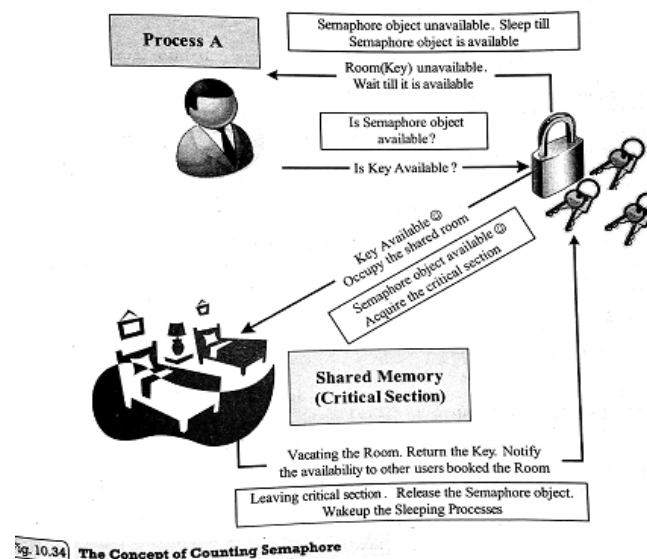 Process A
Semaphore object unavailable. Sleep till
Semaphore object is available
Room(Key) unavailable.
Wait till it is available
Is Semaphore object
available?
Is Key Available ?
Key Available ☺
Occupy the shared room
Semaphore object available ☺
Acquire the critical section
Shared Memory
(Critical Section)
Vacating the Room. Return the Key. Notify
the availability to other users booked the Room
Leaving critical section. Release the Semaphore object.
Wakeup the Sleeping Processes
Fig. 10.34 The Concept of Counting Semaphore